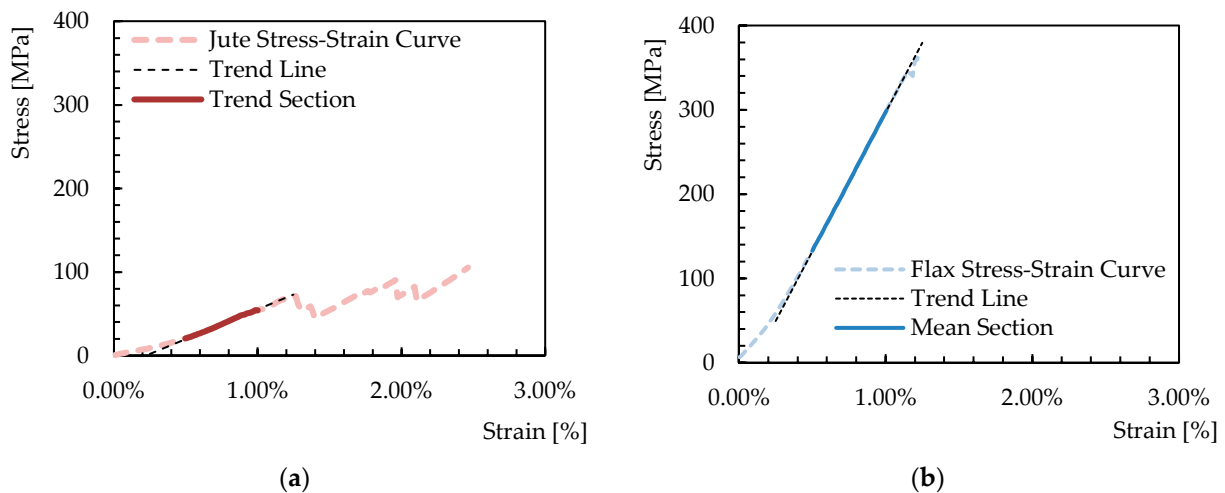 400
300
200
100
0
Stress [MPa]
Jute Stress-Strain Curve
Trend Line
Trend Section
0.00%
1.00%
2.00%
3.00%
Strain [%]
(a)
400
300
200
100
0
Stress [MPa]
Flax Stress-Strain Curve
Trend Line
Mean Section
0.00%
1.00%
2.00%
3.00%
Strain [%]
(b)